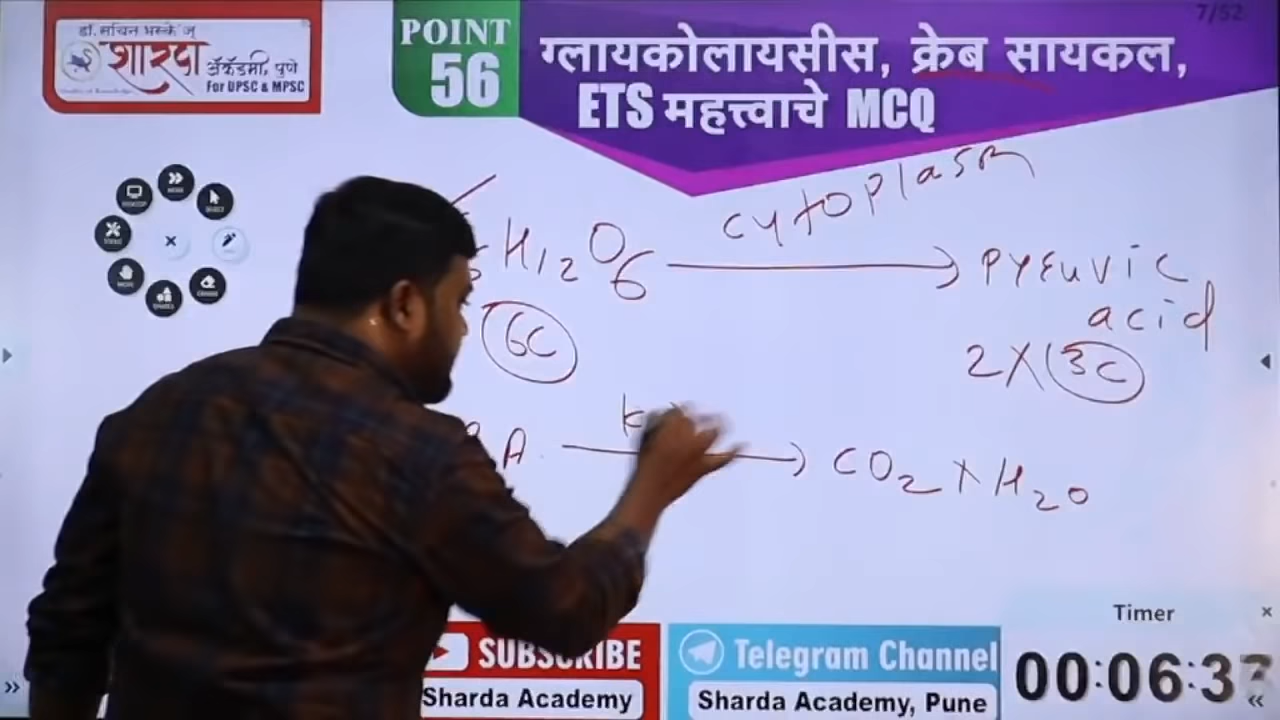 डॉ. सचिन भस्के ज्
शारदा
ॲकॅडमी, पुणे
For UPSC & MPSC
POINT
56
ग्लायकोलायसीस, क्रेब सायकल,
ETS महत्त्वाचे MCQ
7/52
cytoplasm
H12O6
Pyruvic
acid
6C
2X(3C
A
K
CO2 X H2O
Timer
00:06:37
SUBSCRIBE
Sharda Academy
Telegram Channel
Sharda Academy, Pune